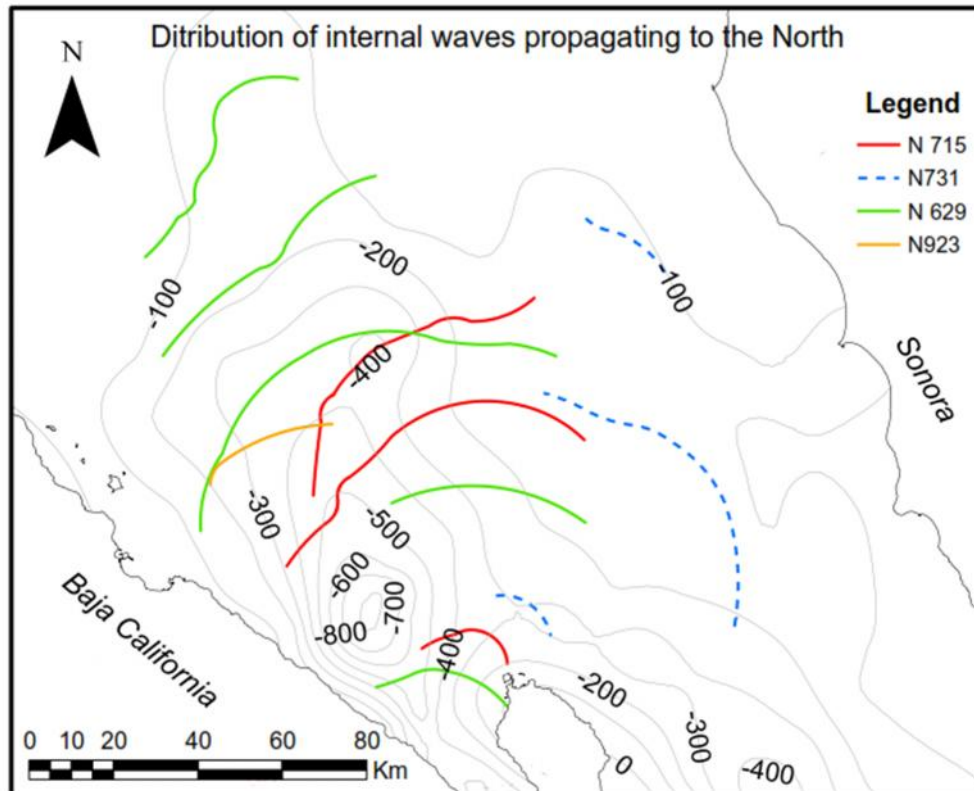 Ditribution of internal waves propagating to the North
N
Legend
N 715
N731
N 629
N923
-200
-100
-100
-400
Sonora
-300
-500
-600
-700
-800
-400
Baja California
-200
-300
0
-400
0 10 20 40 60 80
Km